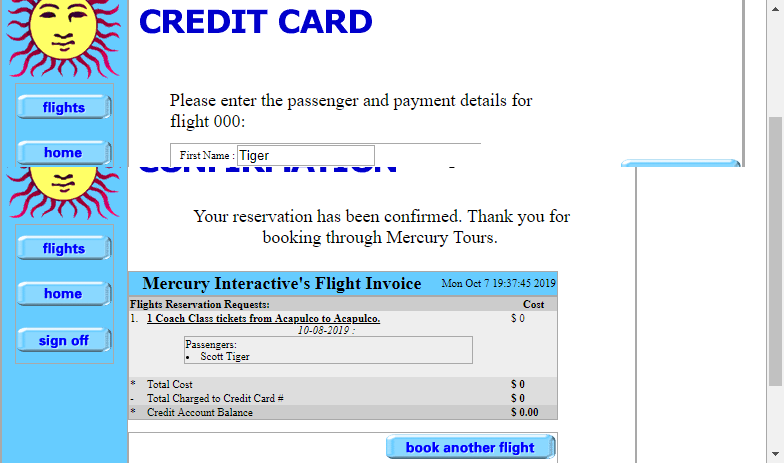 CREDIT CARD
flights
Please enter the passenger and payment details for
flight 000:
home
First Name : Tiger
CONFIRMATION
Your reservation has been confirmed. Thank you for
booking through Mercury Tours.
flights
Mercury Interactive's Flight Invoice Mon Oct 7 19:37:45 2019
home
Flights Reservation Requests: Cost
1. 1 Coach Class tickets from Acapulco to Acapulco. $ 0
10-08-2019 :
sign off
Passengers:
• Scott Tiger
* Total Cost $ 0
- Total Charged to Credit Card # $ 0
* Credit Account Balance $ 0.00
book another flight